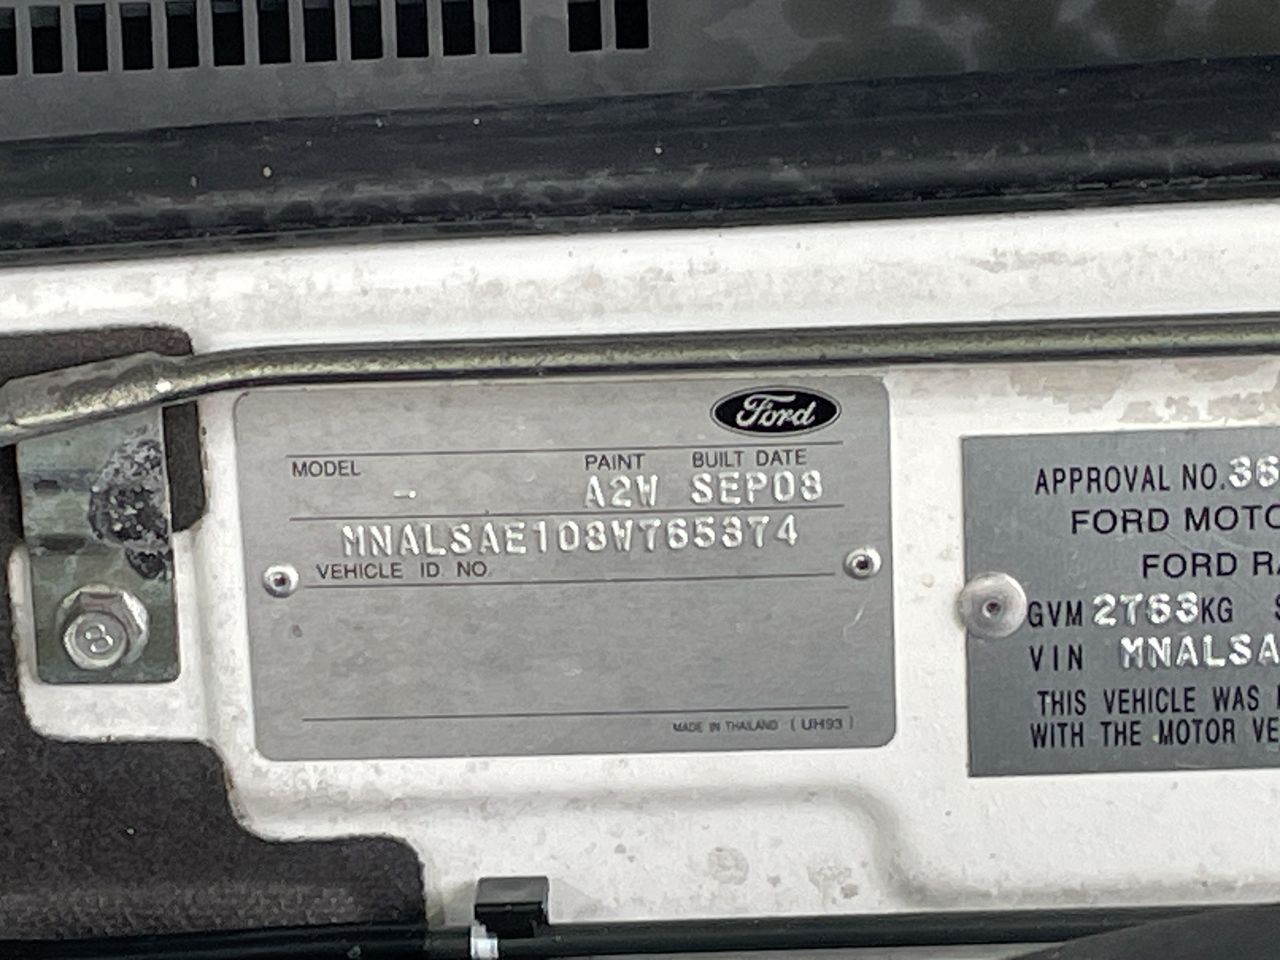 Ford
MODEL PAINT BUILT DATE
- A2W SEP08
MNALSAE108W765374
VEHICLE ID. NO.
MADE IN THAILAND ( UH93 )
APPROVAL NO. 36
FORD MOTO
FORD RA
GVM 2763KG S
VIN MNALSA
THIS VEHICLE WAS
WITH THE MOTOR VE
8